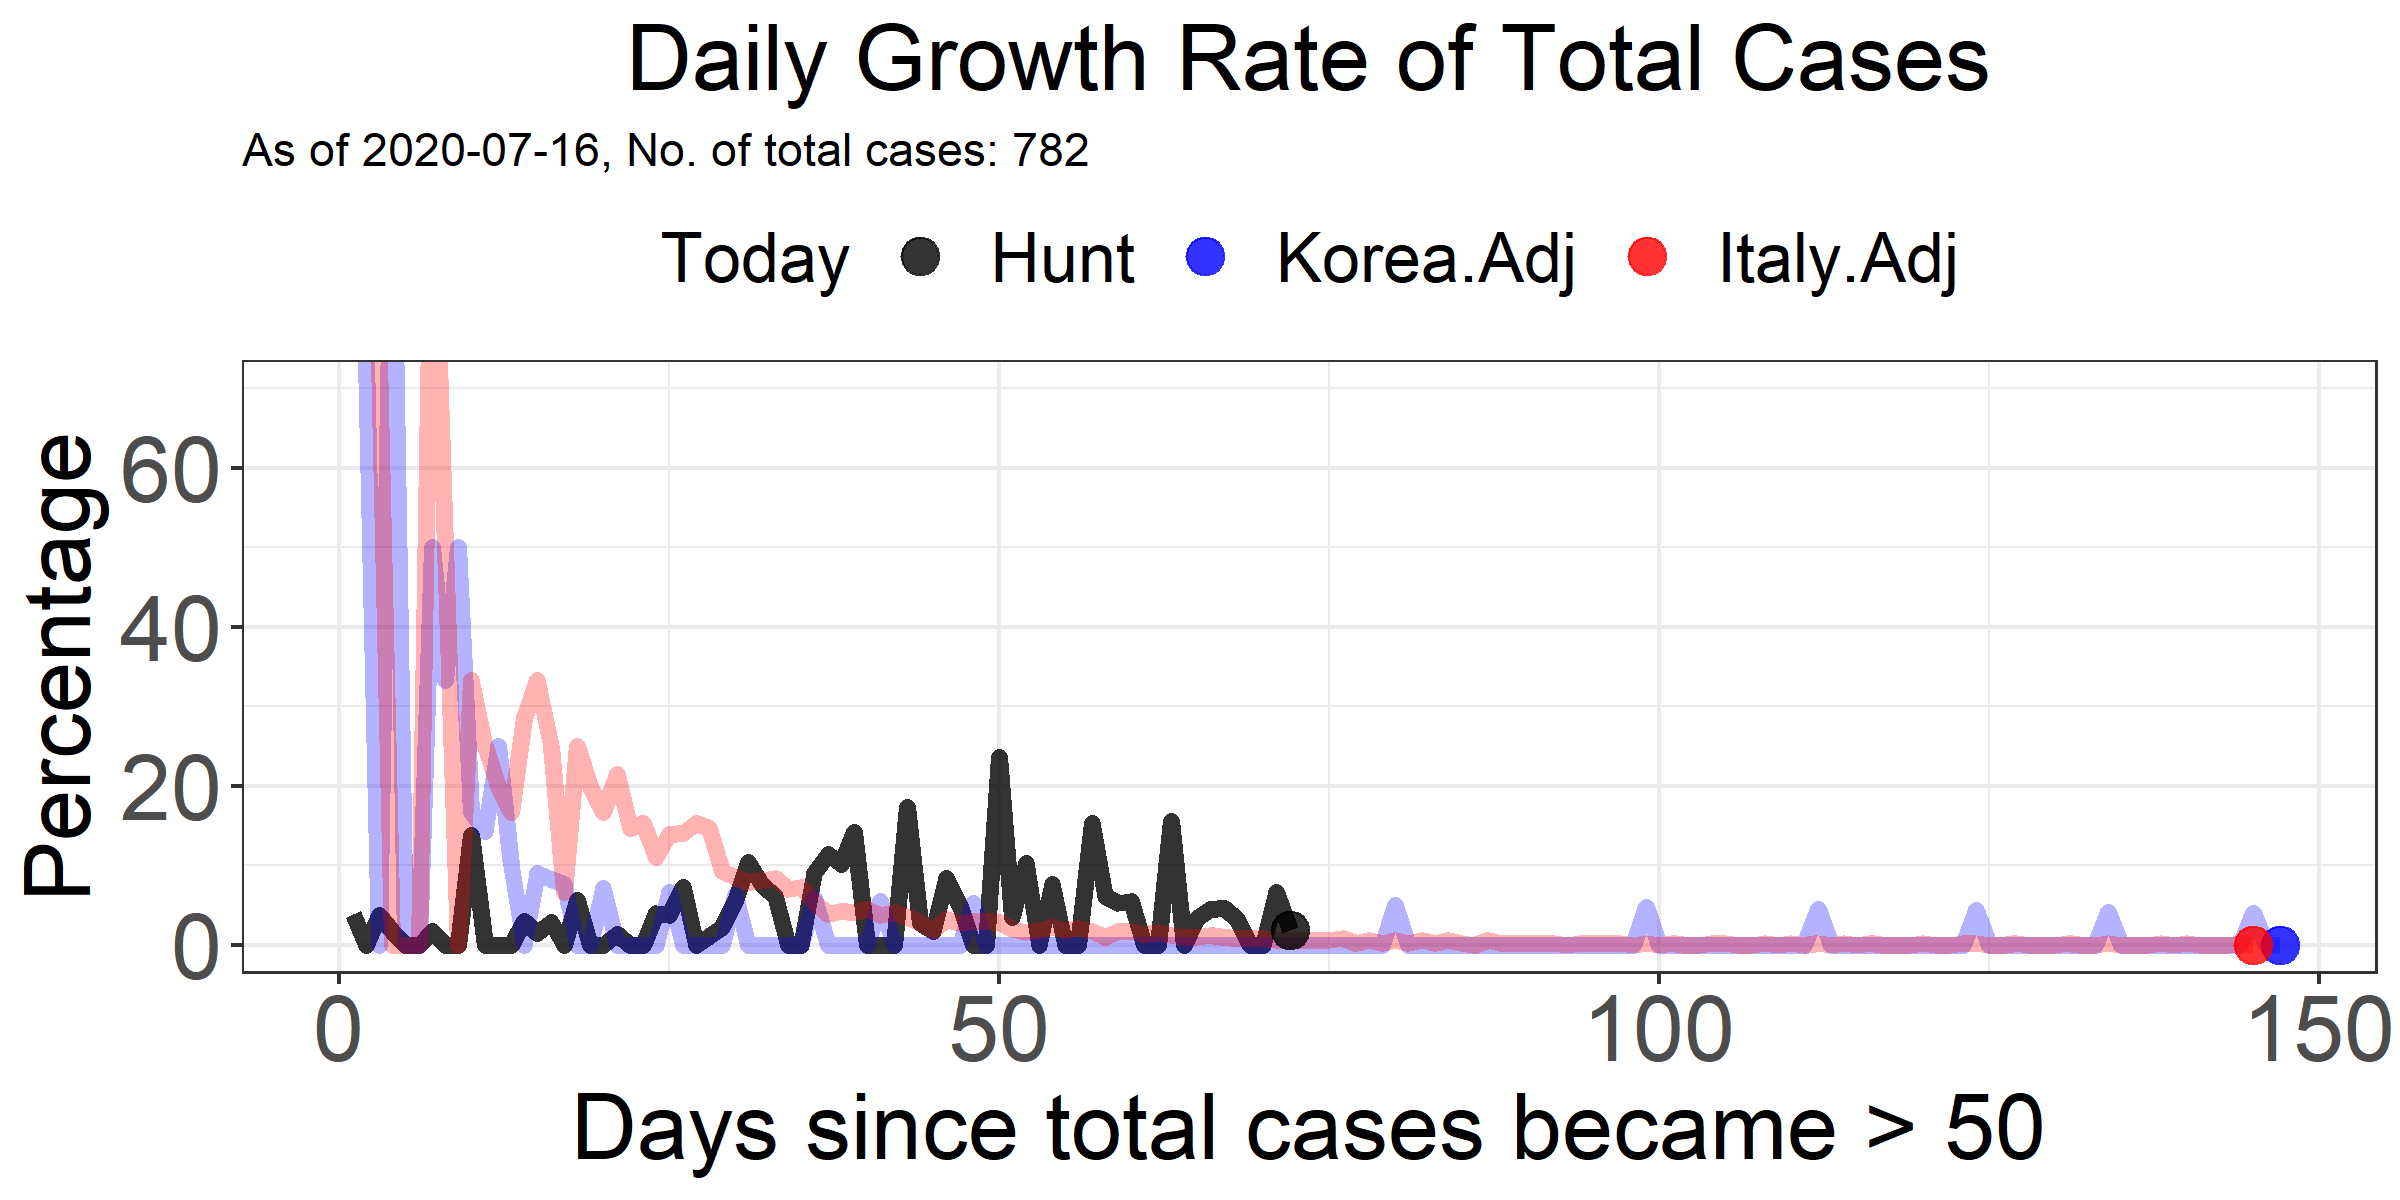 Daily Growth Rate of Total Cases
As of 2020-07-16, No. of total cases: 782
Today Hunt Korea.Adj Italy.Adj
Percentage
60
40
20
0
0 50 100 150
Days since total cases became > 50